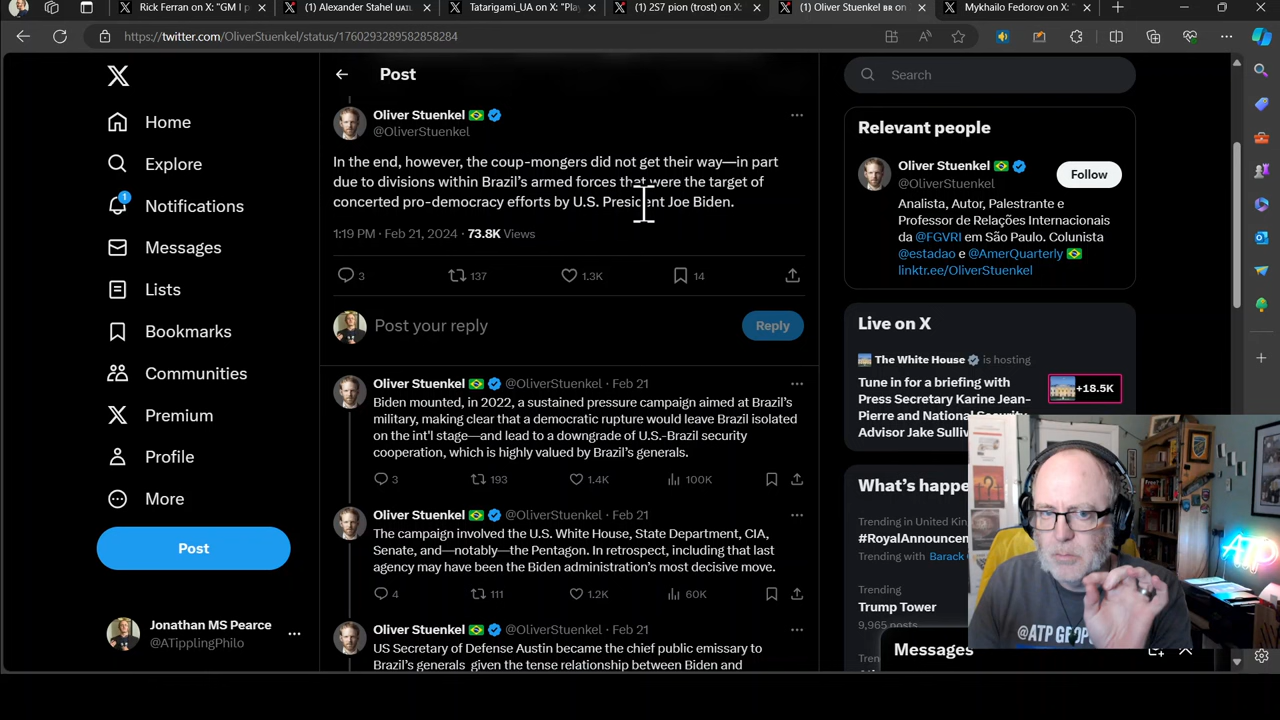 Rick Ferran on X: "GM I p
(1) Alexander Stahel
Tatarigami_UA on X: "Pla
(1) 2S7 pion (trost) on X:
(1) Oliver Stuenkel BR on
Mykhailo Fedorov on X: "
https://twitter.com/OliverStuenkel/status/1760293289582858284
Home
Explore
1
Notifications
Messages
Lists
Bookmarks
Communities
Premium
Profile
More
Post
Jonathan MS Pearce
@ATipplingPhilo
Post
Oliver Stuenkel
@OliverStuenkel
In the end, however, the coup-mongers did not get their way—in part
due to divisions within Brazil’s armed forces that were the target of
concerted pro-democracy efforts by U.S. President Joe Biden.
1:19 PM · Feb 21, 2024 · 73.8K Views
3 137 1.3K 14
Post your reply
Reply
Oliver Stuenkel @OliverStuenkel · Feb 21
Biden mounted, in 2022, a sustained pressure campaign aimed at Brazil’s
military, making clear that a democratic rupture would leave Brazil isolated
on the int'l stage—and lead to a downgrade of U.S.-Brazil security
cooperation, which is highly valued by Brazil’s generals.
3 193 1.4K 100K
Oliver Stuenkel @OliverStuenkel · Feb 21
The campaign involved the U.S. White House, State Department, CIA,
Senate, and—notably—the Pentagon. In retrospect, including that last
agency may have been the Biden administration’s most decisive move.
4 111 1.2K 60K
Oliver Stuenkel @OliverStuenkel · Feb 21
US Secretary of Defense Austin became the chief public emissary to
Brazil’s generals given the tense relationship between Biden and
Search
Relevant people
Oliver Stuenkel
@OliverStuenkel
Follow
Analista, Autor, Palestrante e
Professor de Relações Internacionais
da @FGVRI em São Paulo. Colunista
@estadao e @AmerQuarterly
linktr.ee/OliverStuenkel
Live on X
The White House is hosting
Tune in for a briefing with
Press Secretary Karine Jean-
Pierre and National Security
Advisor Jake Sulliv
+18.5K
What’s happe
Trending in United King
#RoyalAnnouncem
Trending with Barack
Trending
Trump Tower
9,965 posts
Trending
Messages
@ATP GEOPO
ATP